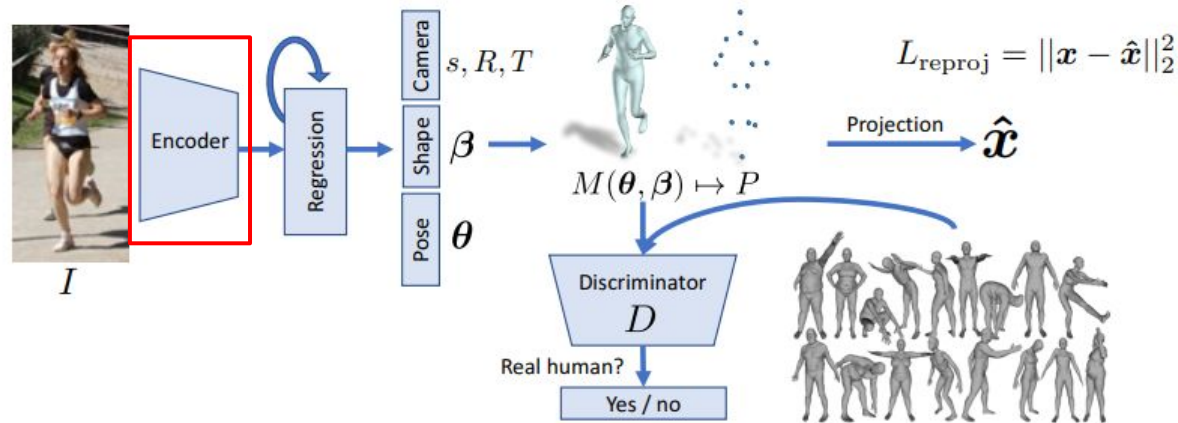 I
Encoder
Regression
Camera
s, R, T
Shape
β
Pose
θ
M(θ, β) ↦ P
Projection
x̂
L_reproj = ||x − x̂||₂²
Discriminator
D
Real human?
Yes / no